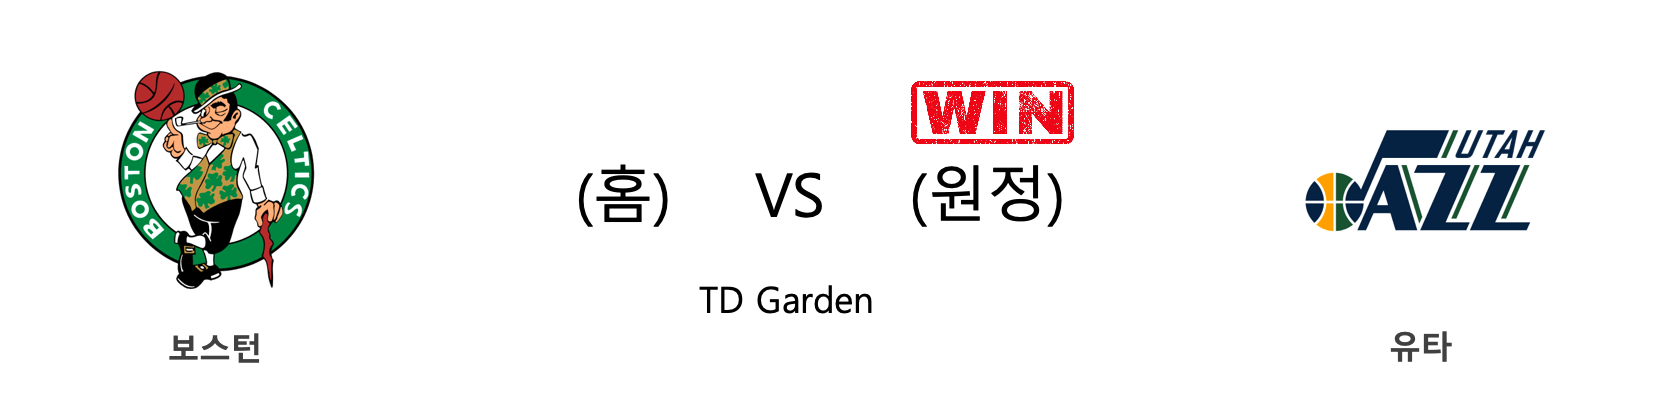 BOSTON CELTICS
WIN
(홈) VS (원정)
UTAH
JAZZ
TD Garden
보스턴
유타